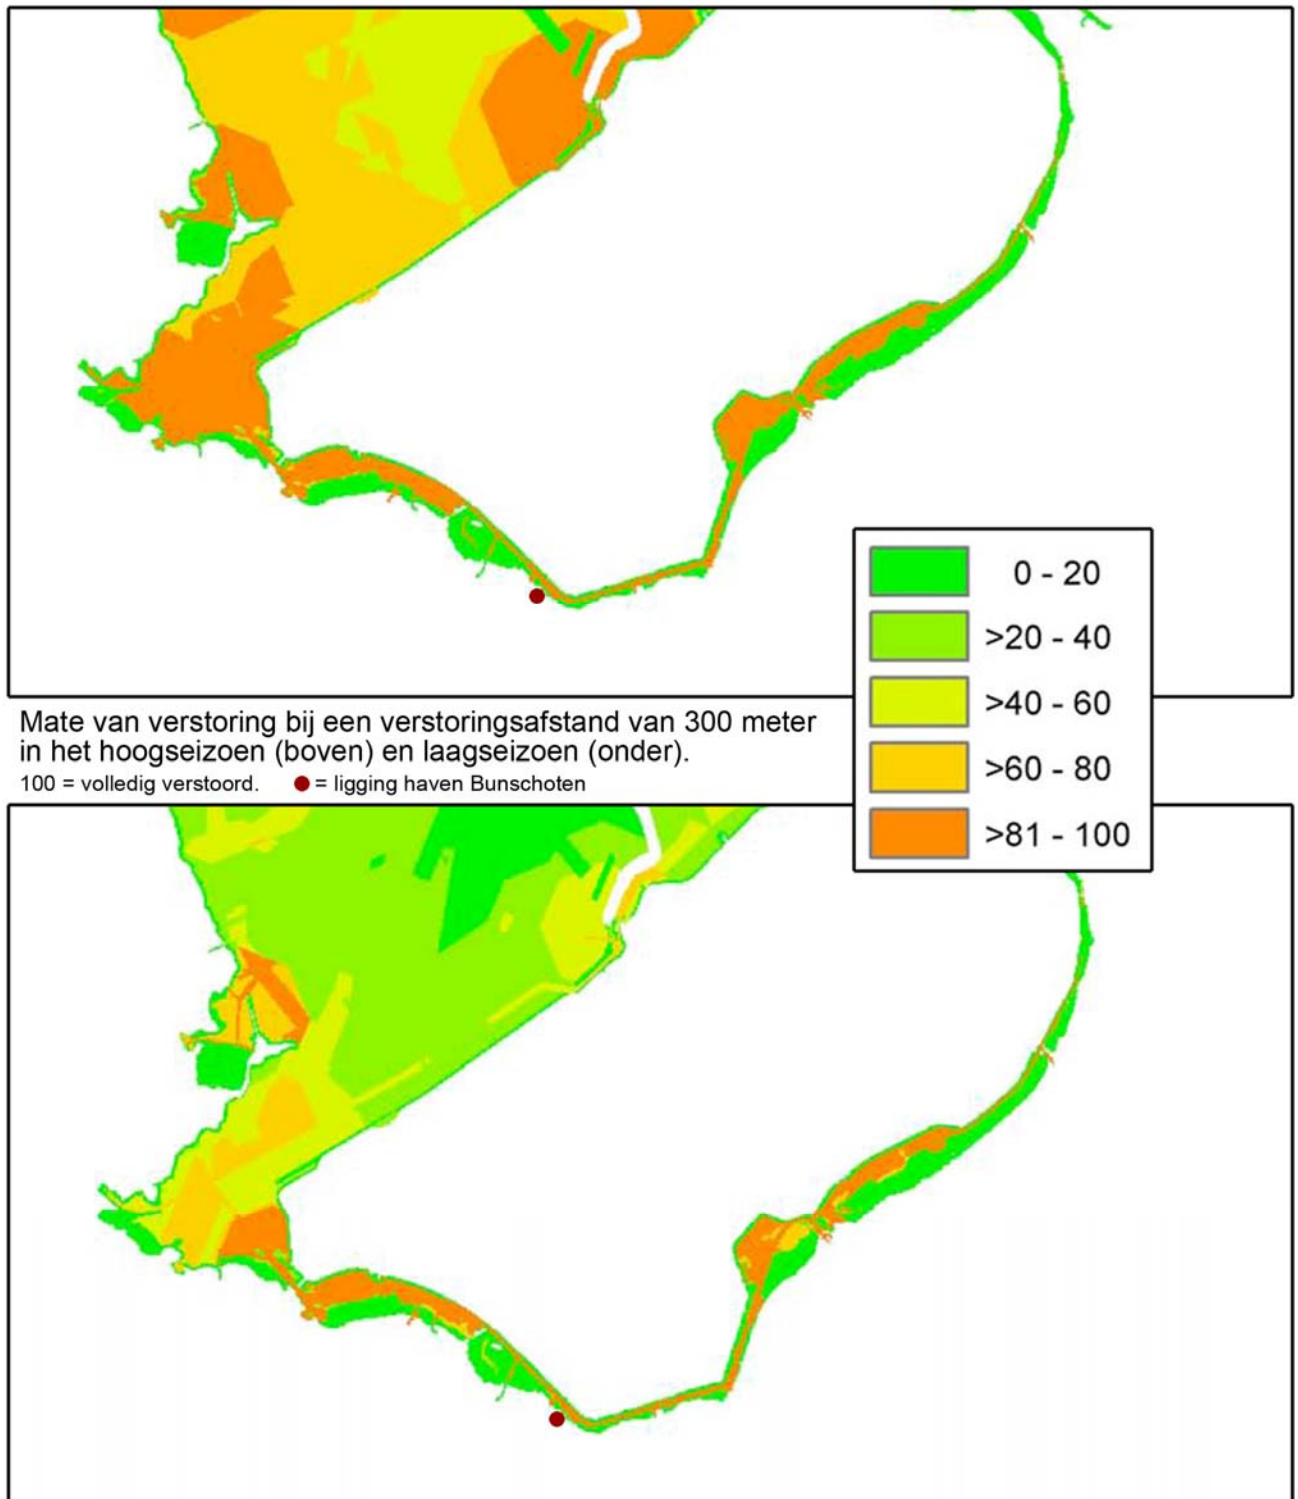 0 - 20
>20 - 40
>40 - 60
>60 - 80
>81 - 100
Mate van verstoring bij een verstoringsafstand van 300 meter
in het hoogseizoen (boven) en laagseizoen (onder).
100 = volledig verstoord. = ligging haven Bunschoten